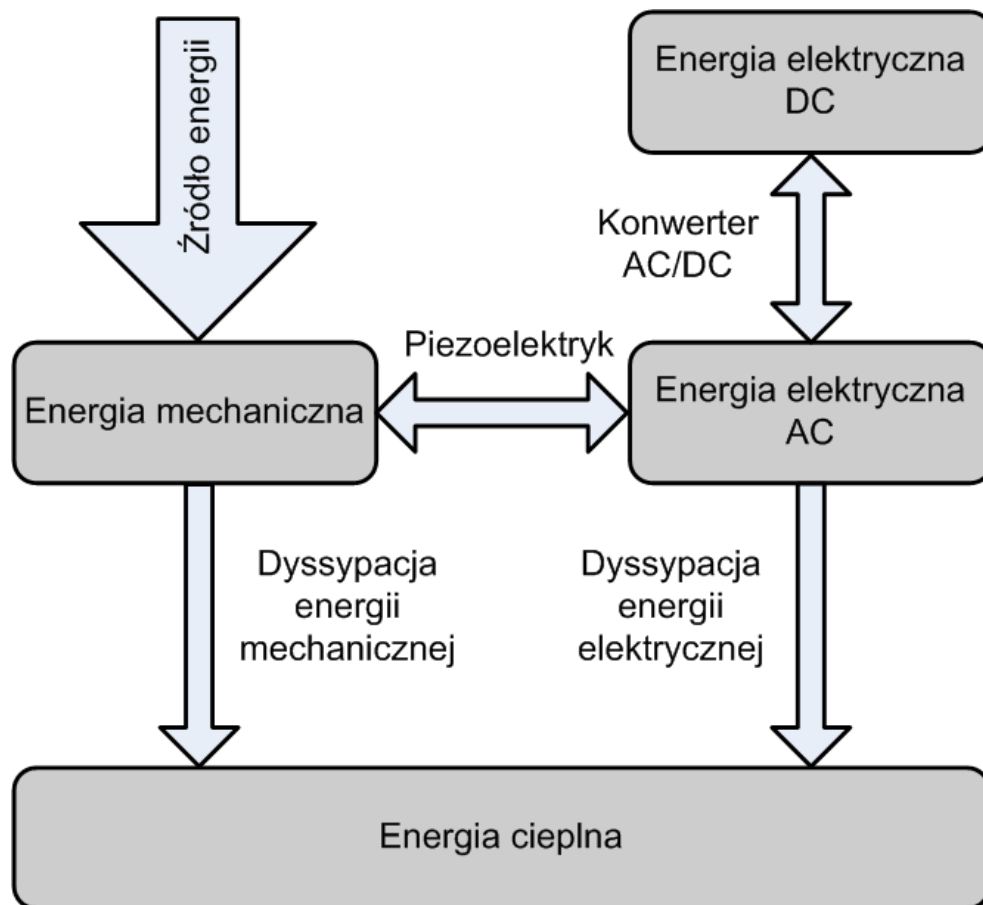 Źródło energii
Energia elektryczna
DC
Konwerter
AC/DC
Piezoelektryk
Energia mechaniczna
Energia elektryczna
AC
Dyssypacja
energii
mechanicznej
Dyssypacja
energii
elektrycznej
Energia cieplna